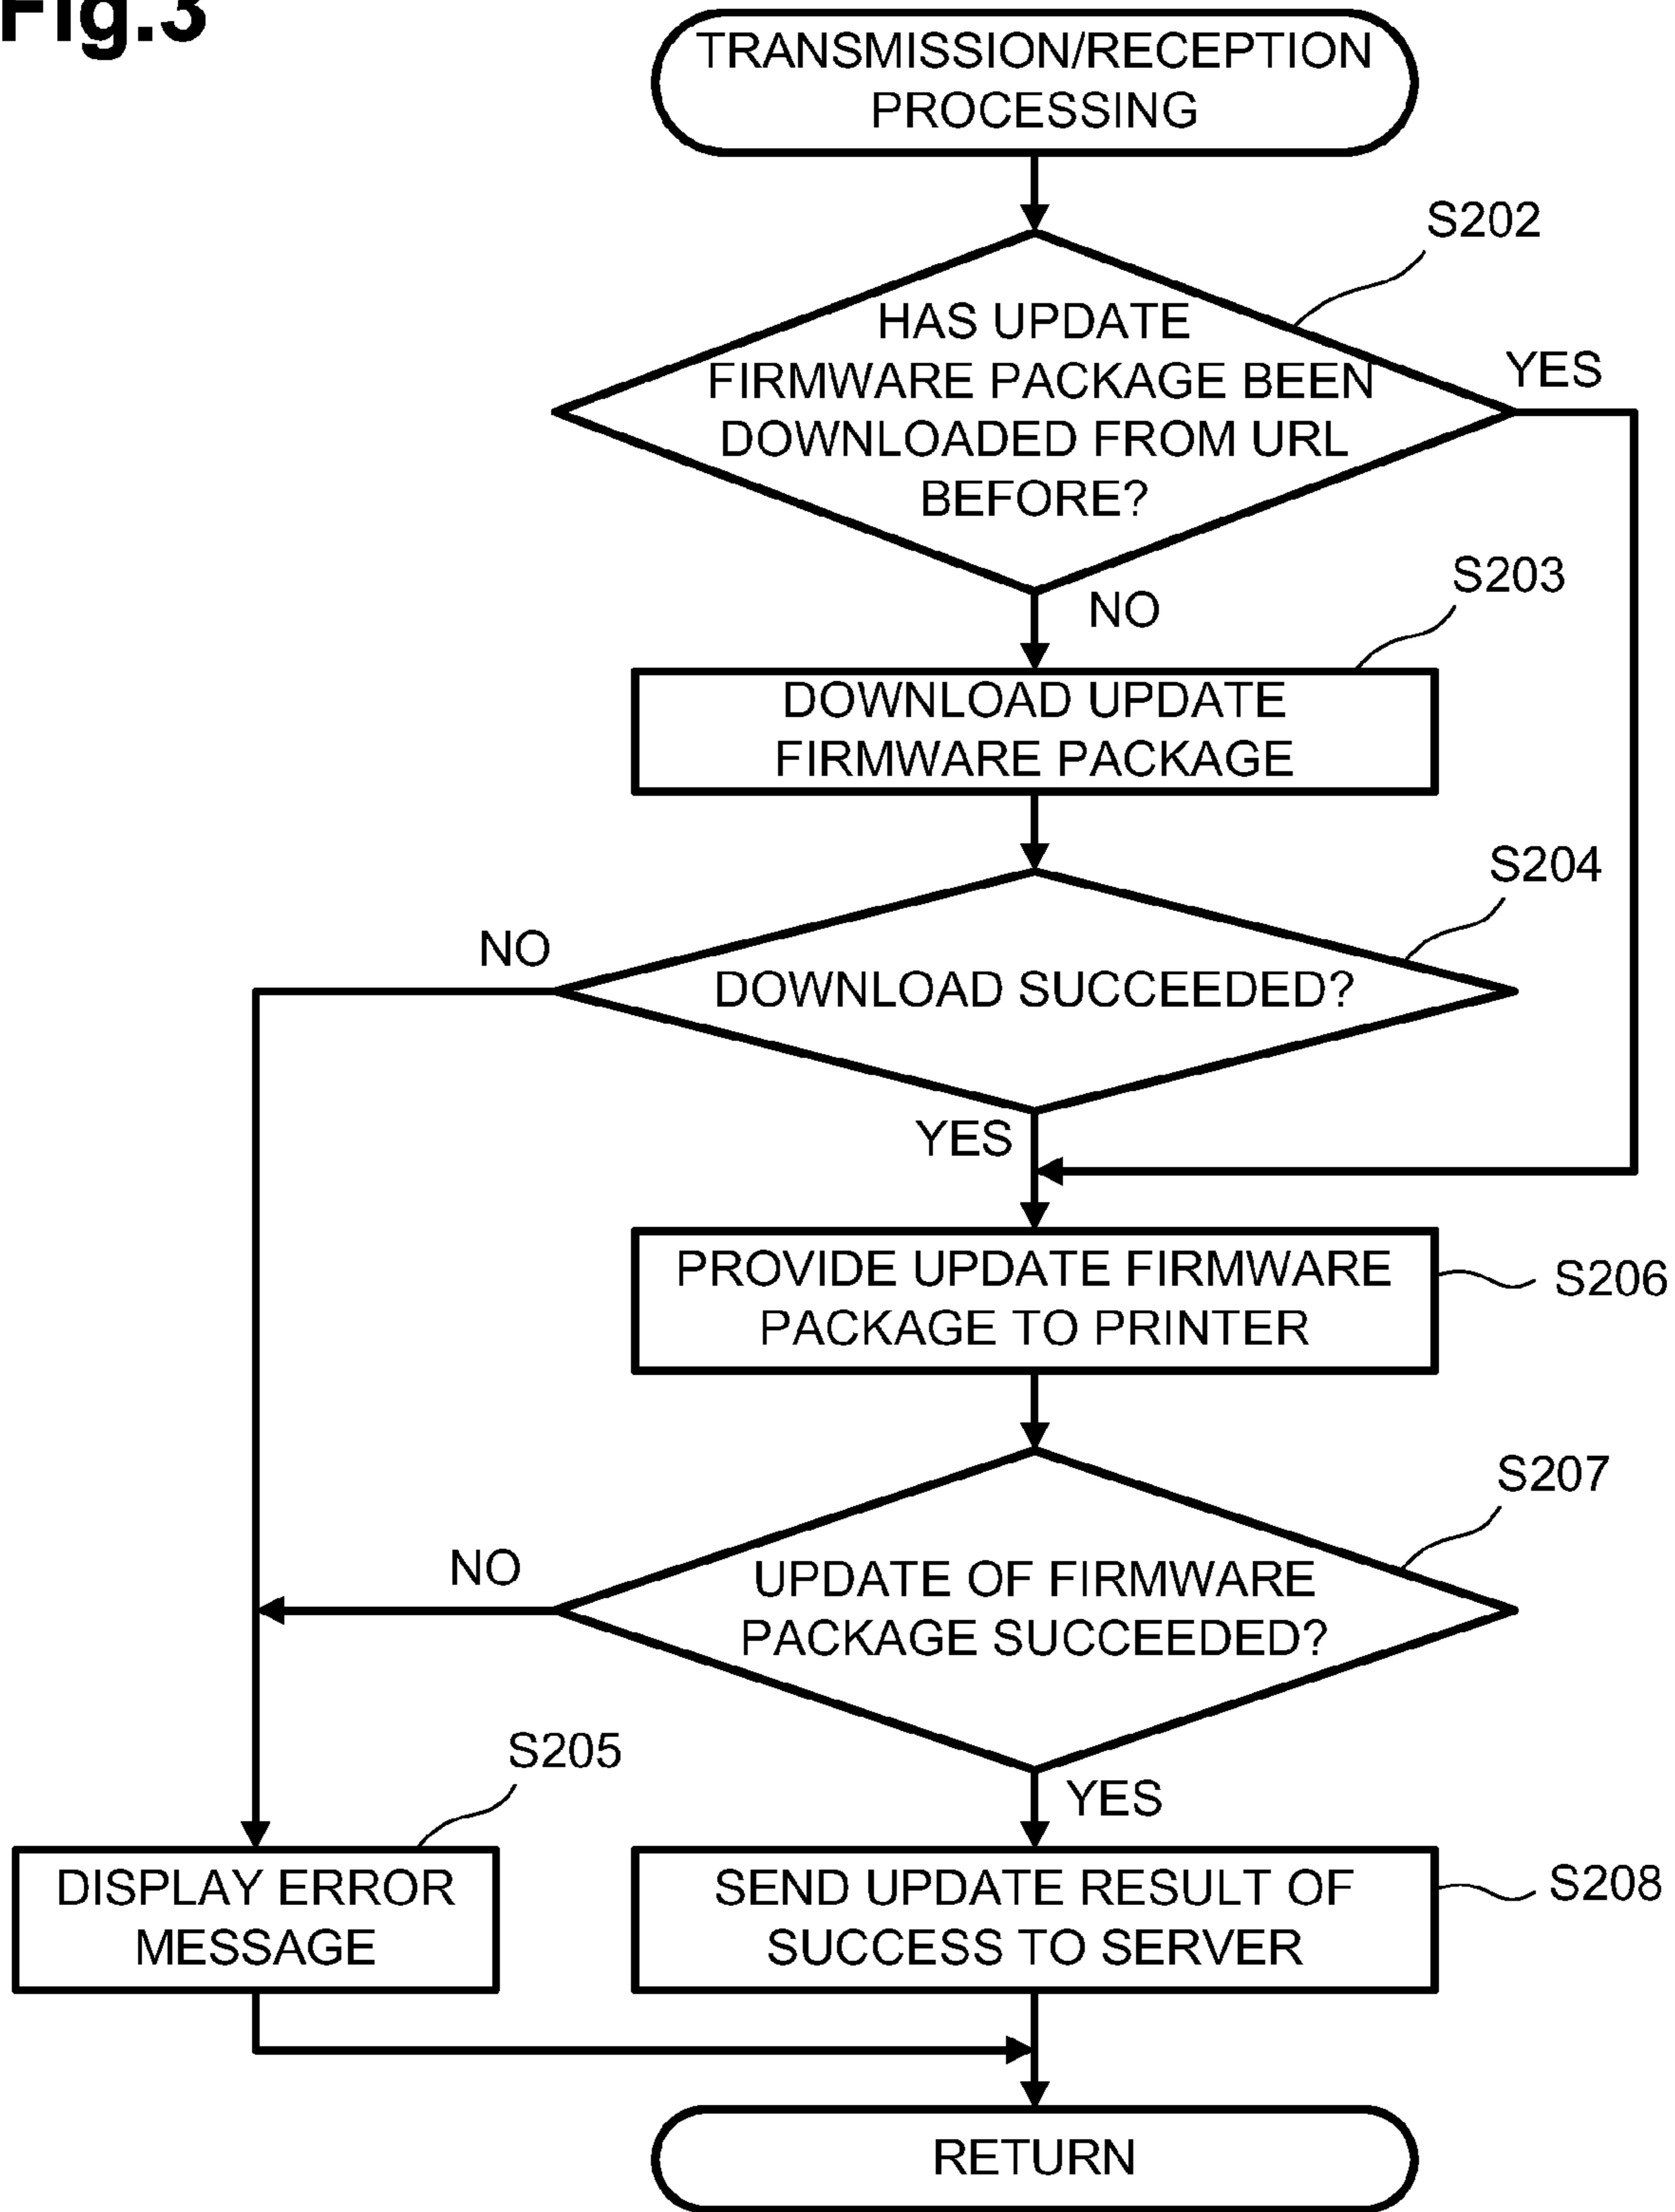 Fig.3
TRANSMISSION/RECEPTION
PROCESSING
S202
HAS UPDATE
FIRMWARE PACKAGE BEEN
DOWNLOADED FROM URL
BEFORE?
YES
NO
S203
DOWNLOAD UPDATE
FIRMWARE PACKAGE
S204
NO
DOWNLOAD SUCCEEDED?
YES
PROVIDE UPDATE FIRMWARE
PACKAGE TO PRINTER
S206
S207
NO
UPDATE OF FIRMWARE
PACKAGE SUCCEEDED?
YES
S205
DISPLAY ERROR
MESSAGE
SEND UPDATE RESULT OF
SUCCESS TO SERVER
S208
RETURN